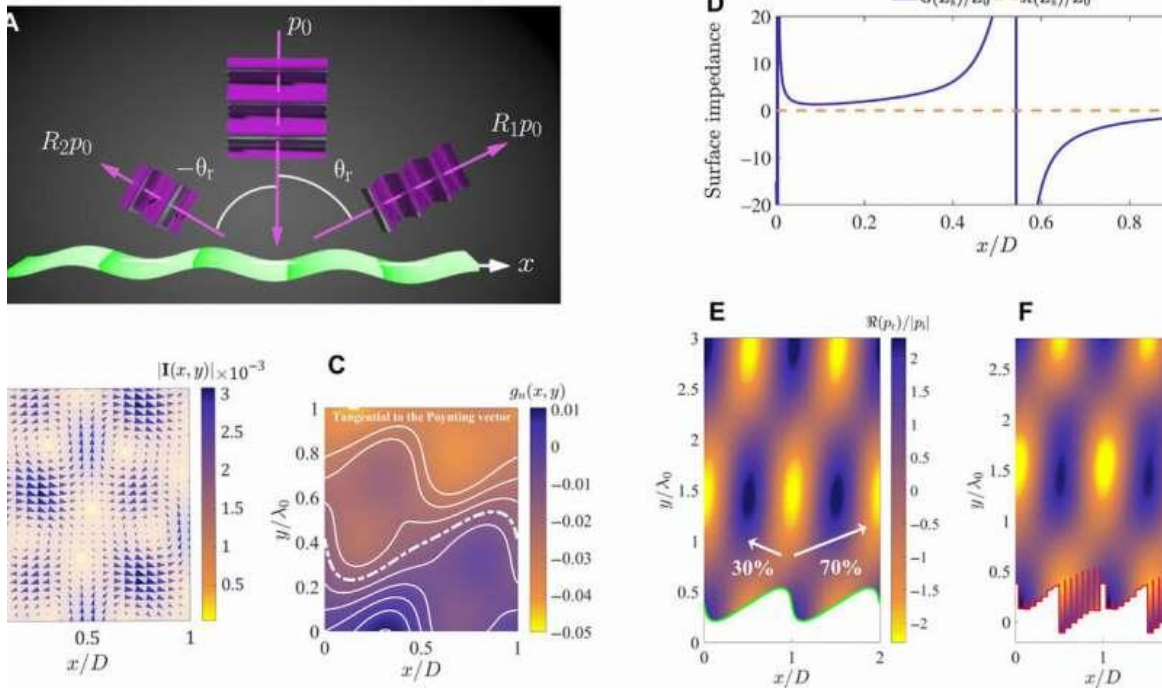 A
p₀
R₂p₀
−θᵣ
θᵣ
R₁p₀
x
D
Surface impedance
20
10
0
−10
−20
0
0.2
0.4
0.6
0.8
x/D
|I(x, y)| ×10⁻³
3
2.5
2
1.5
1
0.5
0.5
1
x/D
C
gₙ(x, y)
Tangential to the Poynting vector
y/λ₀
1
0.8
0.6
0.4
0.2
0
0
0.5
1
x/D
0.01
0
−0.01
−0.02
−0.03
−0.04
−0.05
E
ℜ(pₜ)/|pᵢ|
y/λ₀
3
2.5
2
1.5
1
0.5
0
30%
70%
0
1
2
x/D
2
1.5
1
0.5
0
−0.5
−1
−1.5
−2
F
y/λ₀
2.5
2
1.5
1
0.5
0
0
1
x/D